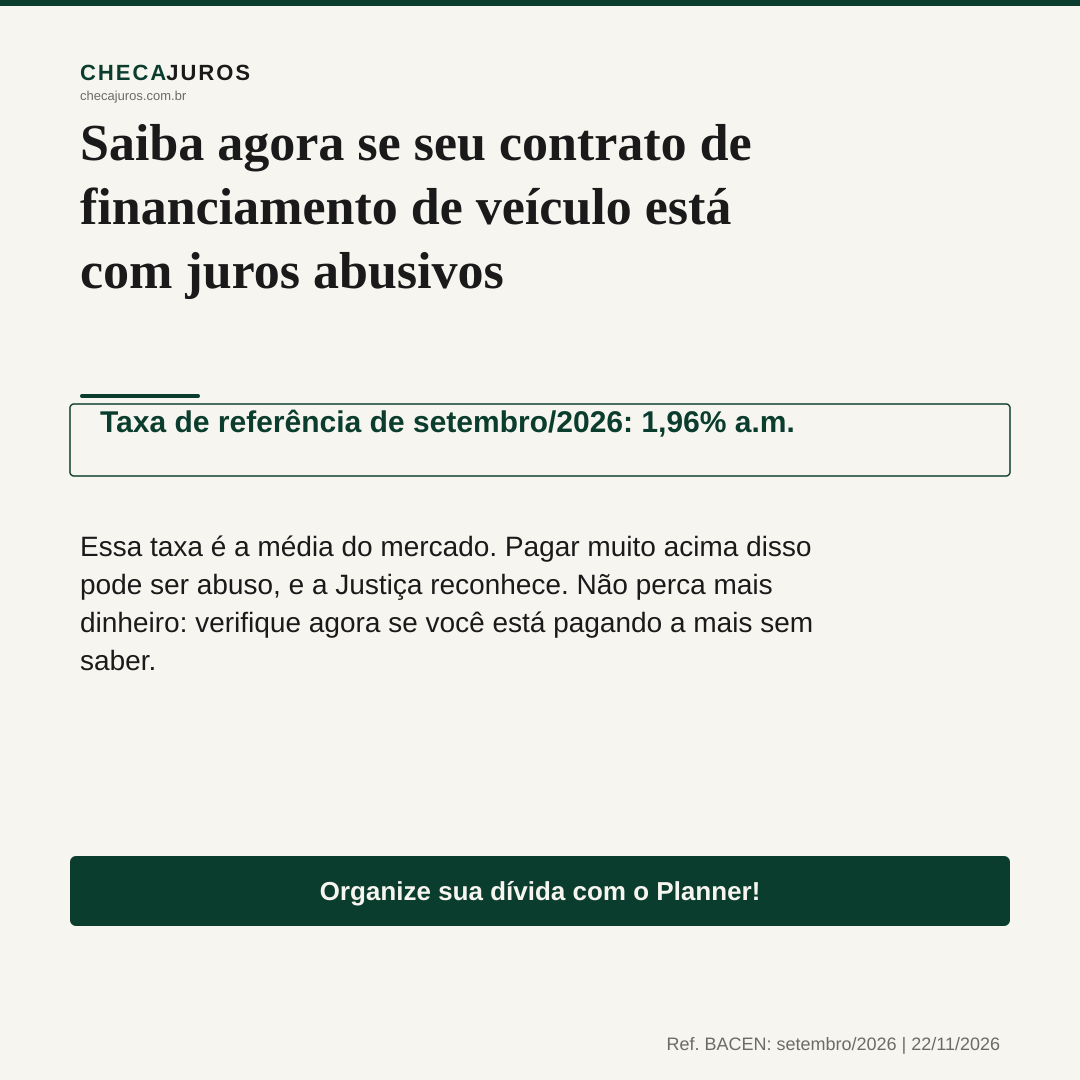 CHECAJUROS
checajuros.com.br
Saiba agora se seu contrato de
financiamento de veículo está
com juros abusivos
Taxa de referência de setembro/2026: 1,96% a.m.
Essa taxa é a média do mercado. Pagar muito acima disso
pode ser abuso, e a Justiça reconhece. Não perca mais
dinheiro: verifique agora se você está pagando a mais sem
saber.
Organize sua dívida com o Planner!
Ref. BACEN: setembro/2026 | 22/11/2026